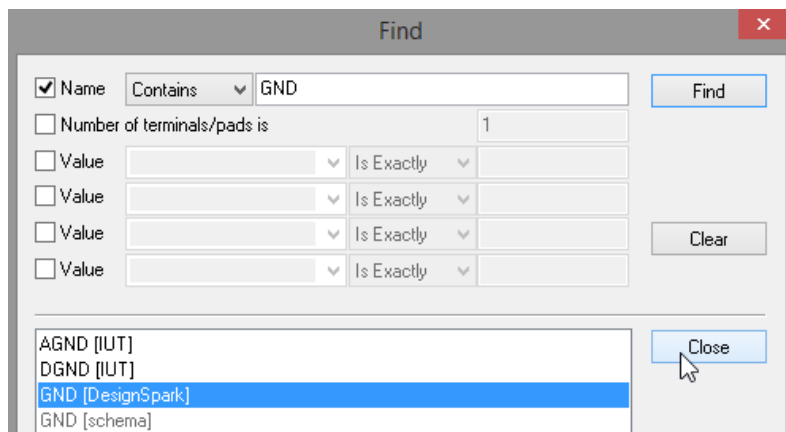 Find
Name Contains GND Find
Number of terminals/pads is 1
Value Is Exactly
Value Is Exactly
Value Is Exactly Clear
Value Is Exactly
AGND [IUT] Close
DGND [IUT]
GND [DesignSpark]
GND [schema]